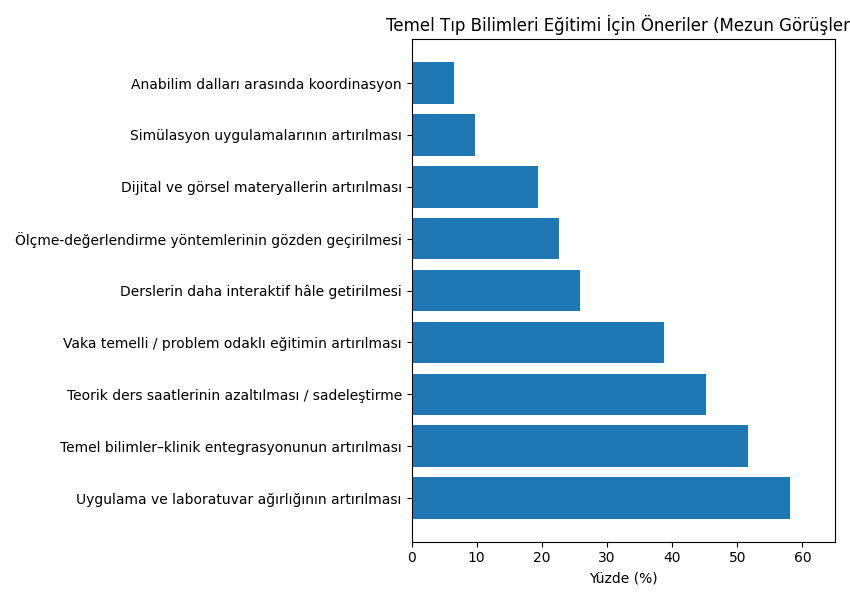 Temel Tıp Bilimleri Eğitimi İçin Öneriler (Mezun Görüşler
Anabilim dalları arasında koordinasyon
Simülasyon uygulamalarının artırılması
Dijital ve görsel materyallerin artırılması
Ölçme-değerlendirme yöntemlerinin gözden geçirilmesi
Derslerin daha interaktif hâle getirilmesi
Vaka temelli / problem odaklı eğitimin artırılması
Teorik ders saatlerinin azaltılması / sadeleştirme
Temel bilimler–klinik entegrasyonunun artırılması
Uygulama ve laboratuvar ağırlığının artırılması
0 10 20 30 40 50 60
Yüzde (%)